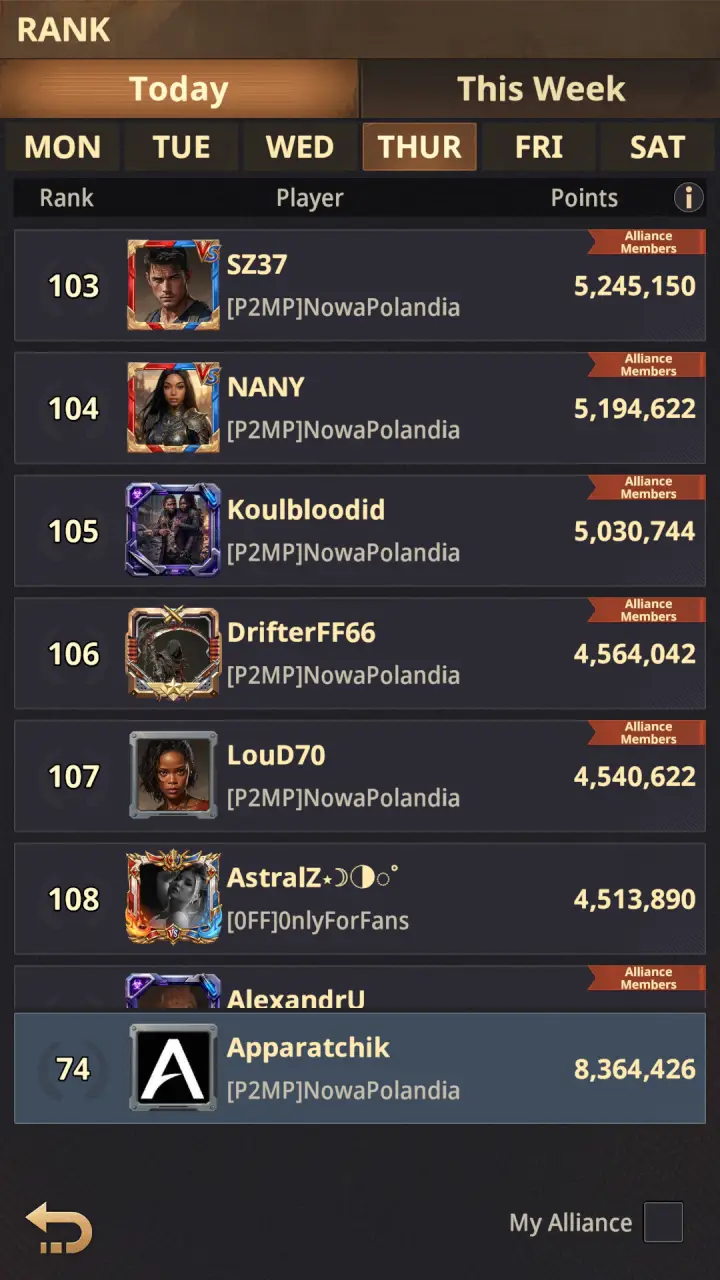 RANK
Today This Week
MON TUE WED THUR FRI SAT
Rank Player Points i
Alliance
Members
103 SZ37 5,245,150
[P2MP]NowaPolandia
Alliance
Members
104 NANY 5,194,622
[P2MP]NowaPolandia
Alliance
Members
105 Koulbloodid 5,030,744
[P2MP]NowaPolandia
Alliance
Members
106 DrifterFF66 4,564,042
[P2MP]NowaPolandia
Alliance
Members
107 LouD70 4,540,622
[P2MP]NowaPolandia
108 AstralZ⋆☽◑◌˚ 4,513,890
[0FF]0nlyForFans
Alliance
Members
AlexandrU
74 Apparatchik 8,364,426
[P2MP]NowaPolandia
My Alliance